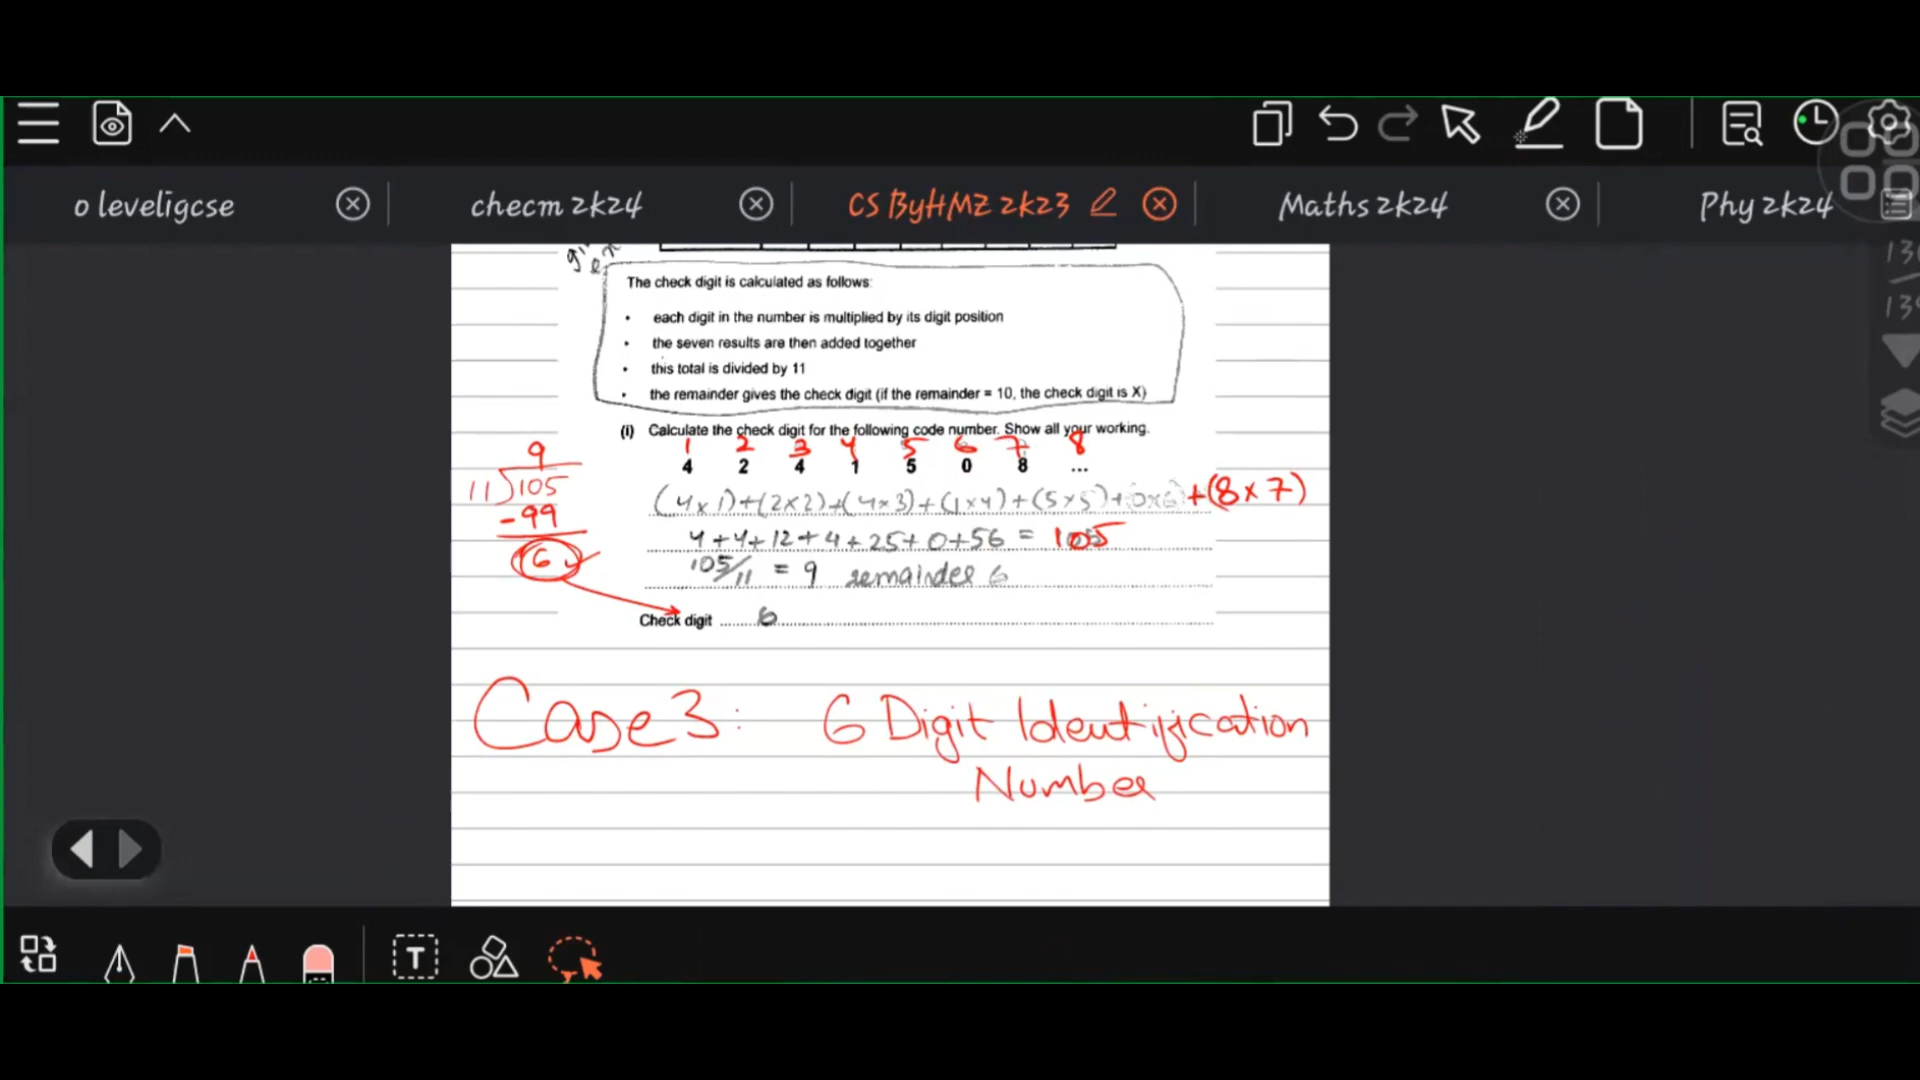 o leveligcse checm 2k24 CS ByHMZ 2k23 Maths 2k24 Phy 2k24
The check digit is calculated as follows:
• each digit in the number is multiplied by its digit position
• the seven results are then added together
• this total is divided by 11
• the remainder gives the check digit (if the remainder = 10, the check digit is X)
(i) Calculate the check digit for the following code number. Show all your working.
1 2 3 4 5 6 7 8
4 2 4 1 5 0 8 ...
(4x1)+(2x2)+(4x3)+(1x4)+(5x5)+(0x6)+(8x7)
4+4+12+4+25+0+56 = 105
105/11 = 9 remainder 6
Check digit 6
9
11)105
-99
6
Case 3: 6 Digit Identification
Number
T